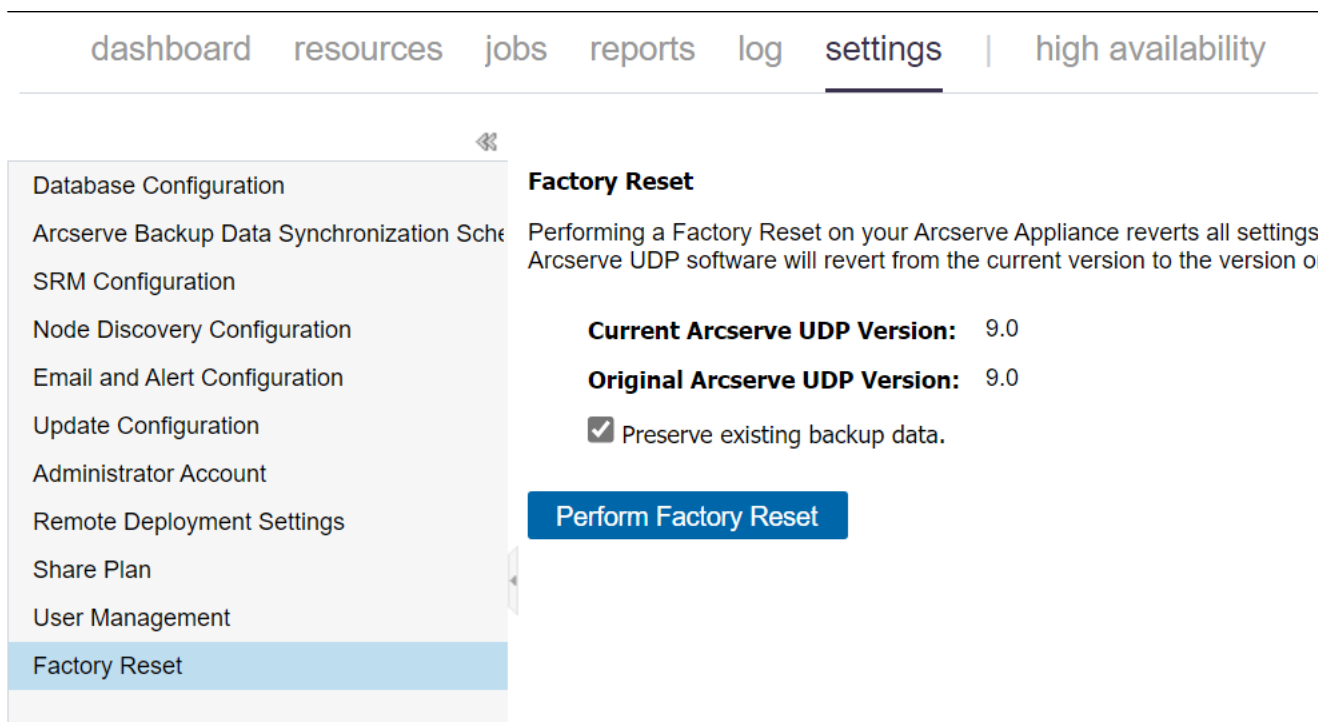 dashboard resources jobs reports log settings | high availability
Database Configuration
Arcserve Backup Data Synchronization Sche
SRM Configuration
Node Discovery Configuration
Email and Alert Configuration
Update Configuration
Administrator Account
Remote Deployment Settings
Share Plan
User Management
Factory Reset
Factory Reset
Performing a Factory Reset on your Arcserve Appliance reverts all settings
Arcserve UDP software will revert from the current version to the version
Current Arcserve UDP Version: 9.0
Original Arcserve UDP Version: 9.0
Preserve existing backup data.
Perform Factory Reset